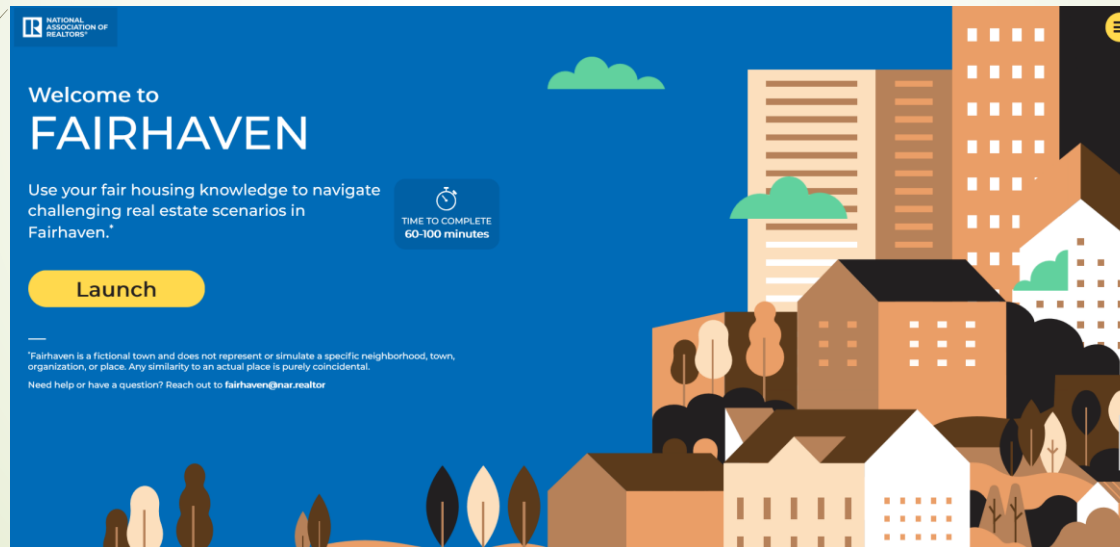 NATIONAL
ASSOCIATION OF
REALTORS®
Welcome to
FAIRHAVEN
Use your fair housing knowledge to navigate
challenging real estate scenarios in
Fairhaven.*
TIME TO COMPLETE
60-100 minutes
Launch
*Fairhaven is a fictional town and does not represent or simulate a specific neighborhood, town,
organization, or place. Any similarity to an actual place is purely coincidental.
Need help or have a question? Reach out to fairhaven@nar.realtor